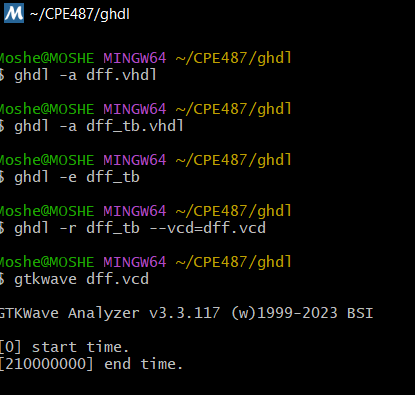 M ~/CPE487/ghdl
Moshe@MOSHE MINGW64 ~/CPE487/ghdl
$ ghdl -a dff.vhdl
Moshe@MOSHE MINGW64 ~/CPE487/ghdl
$ ghdl -a dff_tb.vhdl
Moshe@MOSHE MINGW64 ~/CPE487/ghdl
$ ghdl -e dff_tb
Moshe@MOSHE MINGW64 ~/CPE487/ghdl
$ ghdl -r dff_tb --vcd=dff.vcd
Moshe@MOSHE MINGW64 ~/CPE487/ghdl
$ gtkwave dff.vcd
GTKWave Analyzer v3.3.117 (w)1999-2023 BSI
[0] start time.
[210000000] end time.